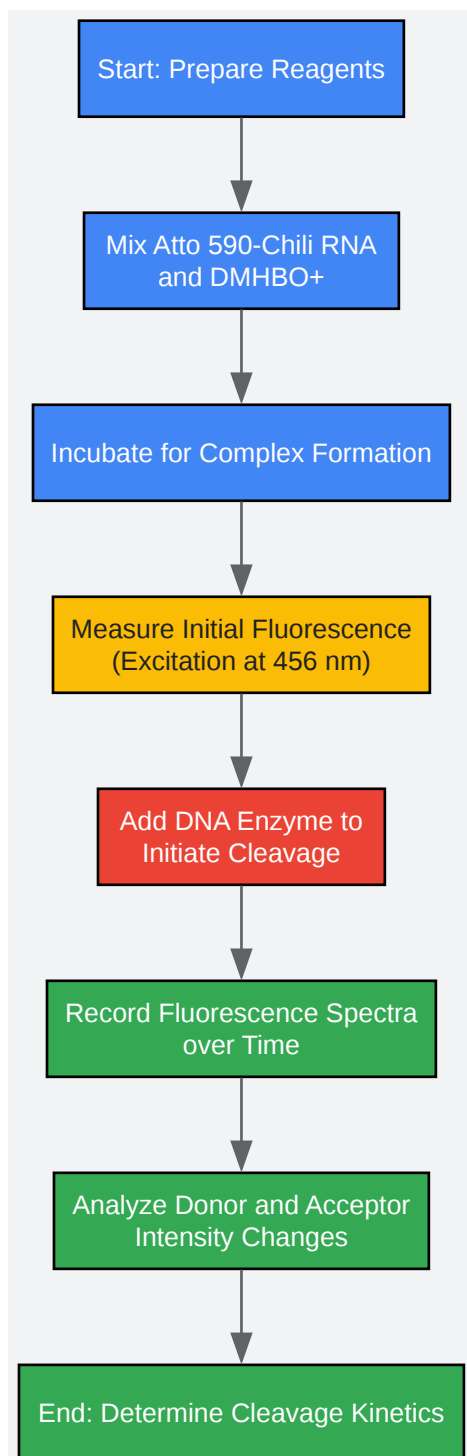 Start: Prepare Reagents
Mix Atto 590-Chili RNA
and DMHBO+
Incubate for Complex Formation
Measure Initial Fluorescence
(Excitation at 456 nm)
Add DNA Enzyme to
Initiate Cleavage
Record Fluorescence Spectra
over Time
Analyze Donor and Acceptor
Intensity Changes
End: Determine Cleavage Kinetics